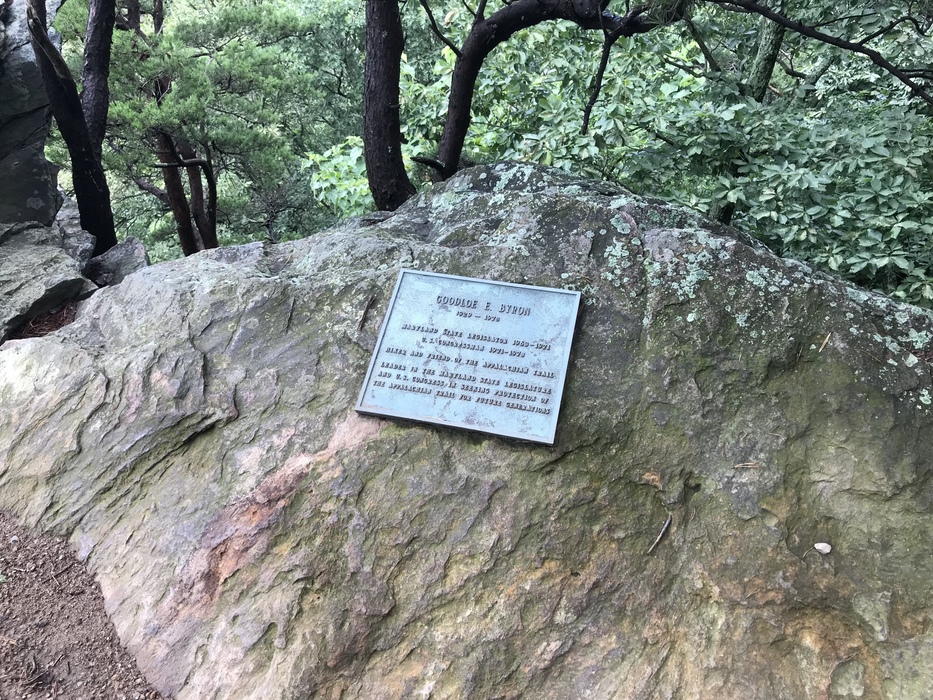 GOODLOE E. BYRON
1929 — 1978
MARYLAND STATE LEGISLATOR 1963-1971
U.S. CONGRESSMAN 1971-1978
HIKER AND FRIEND OF THE APPALACHIAN TRAIL
LEADER IN THE MARYLAND STATE LEGISLATURE
AND U.S. CONGRESS IN SEEKING PROTECTION OF
THE APPALACHIAN TRAIL FOR FUTURE GENERATIONS